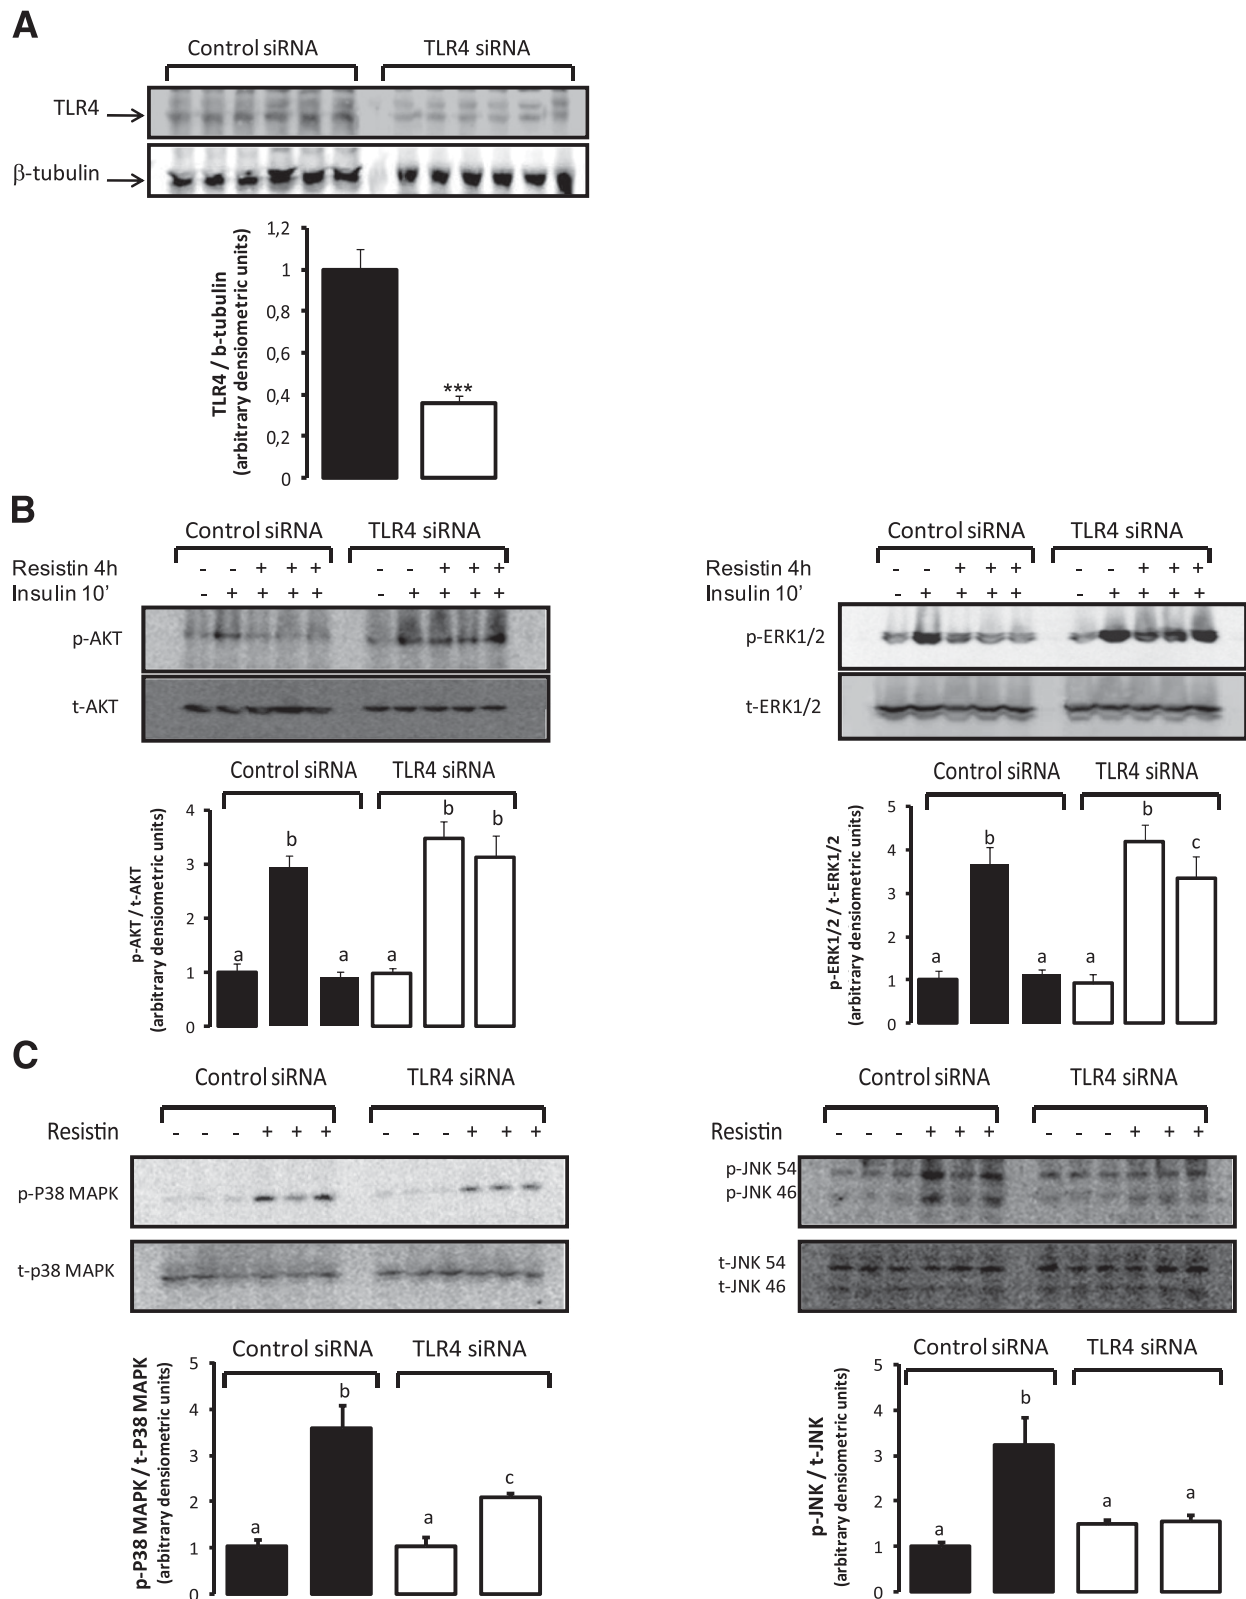 A
Control siRNA TLR4 siRNA
TLR4
β-tubulin
TLR4 / b-tubulin
(arbitrary densiometric units)
1,2
1
0,8
0,6
0,4
0,2
0
***
B
Control siRNA TLR4 siRNA
Resistin 4h - - + + + - - + + +
Insulin 10' - + + + + - + + + +
p-AKT
t-AKT
Control siRNA TLR4 siRNA
p-AKT / t-AKT
(arbitrary densiometric units)
4
3
2
1
0
a b a a b b
Control siRNA TLR4 siRNA
Resistin 4h - - + + + - - + + +
Insulin 10' - + + + + - + + + +
p-ERK1/2
t-ERK1/2
Control siRNA TLR4 siRNA
p-ERK1/2 / t-ERK1/2
(arbitrary densiometric units)
5
4
3
2
1
0
a b a a b c
C
Control siRNA TLR4 siRNA
Resistin - - - + + + - - - + + +
p-P38 MAPK
t-p38 MAPK
Control siRNA TLR4 siRNA
p-P38 MAPK / t-P38 MAPK
(arbitrary densiometric units)
5
4
3
2
1
0
a b a c
Control siRNA TLR4 siRNA
Resistin - - - + + + - - - + + +
p-JNK 54
p-JNK 46
t-JNK 54
t-JNK 46
Control siRNA TLR4 siRNA
p-JNK / t-JNK
(arbitrary densiometric units)
5
4
3
2
1
0
a b a a